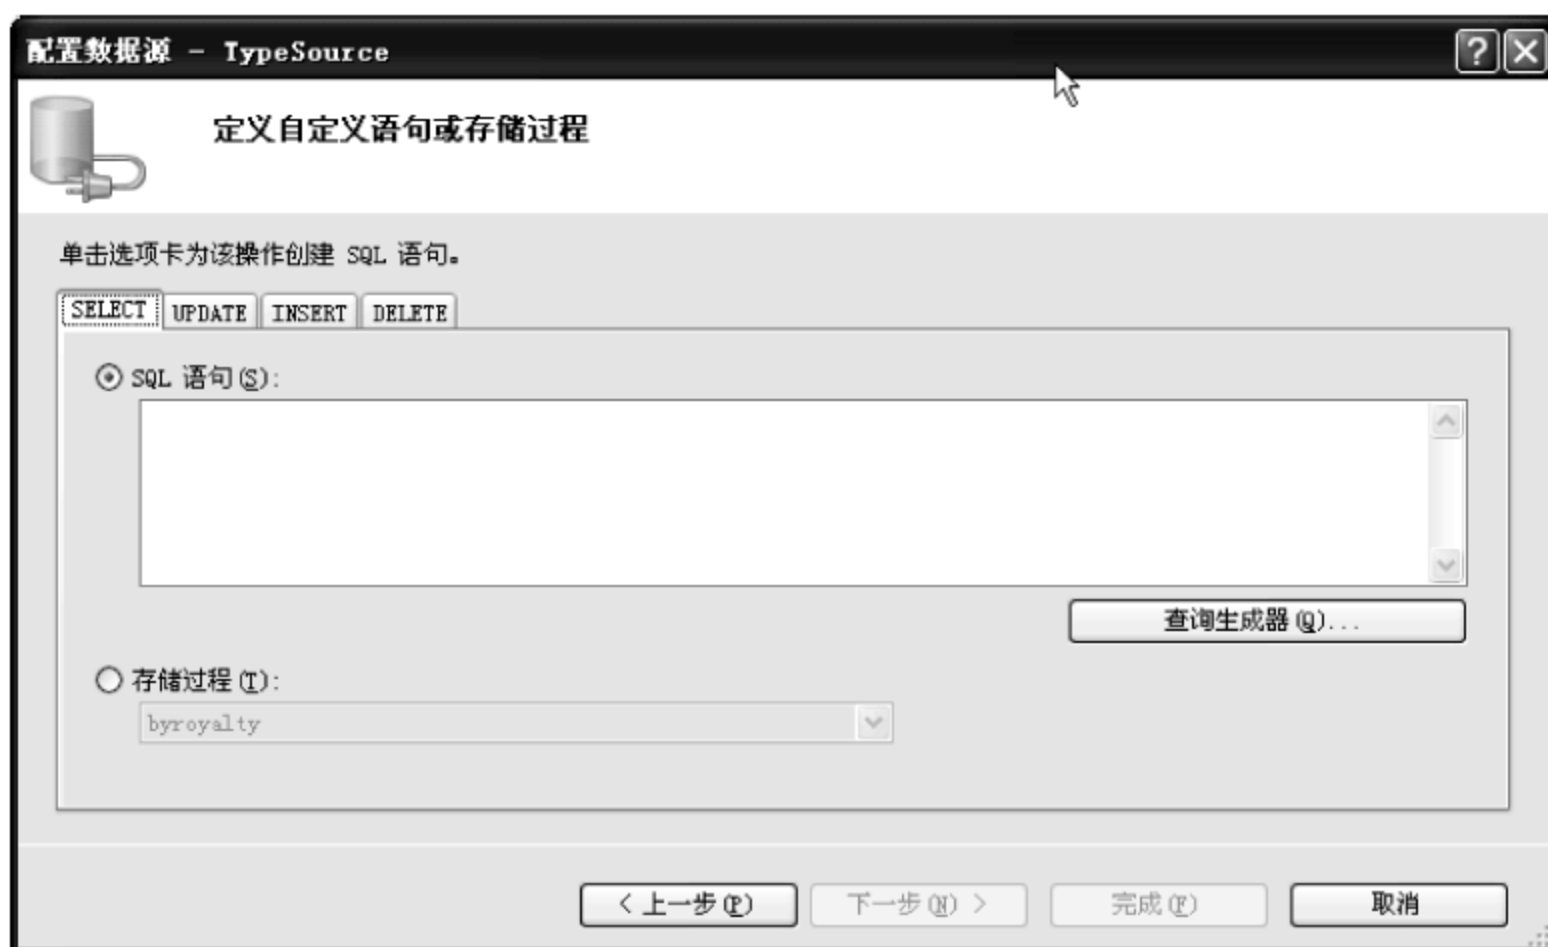 配置数据源 - TypeSource
定义自定义语句或存储过程
单击选项卡为该操作创建 SQL 语句。
SELECT UPDATE INSERT DELETE
SQL 语句(S):
查询生成器(Q)...
存储过程(T):
byroyalty
< 上一步(P) 下一步(N) > 完成(F) 取消